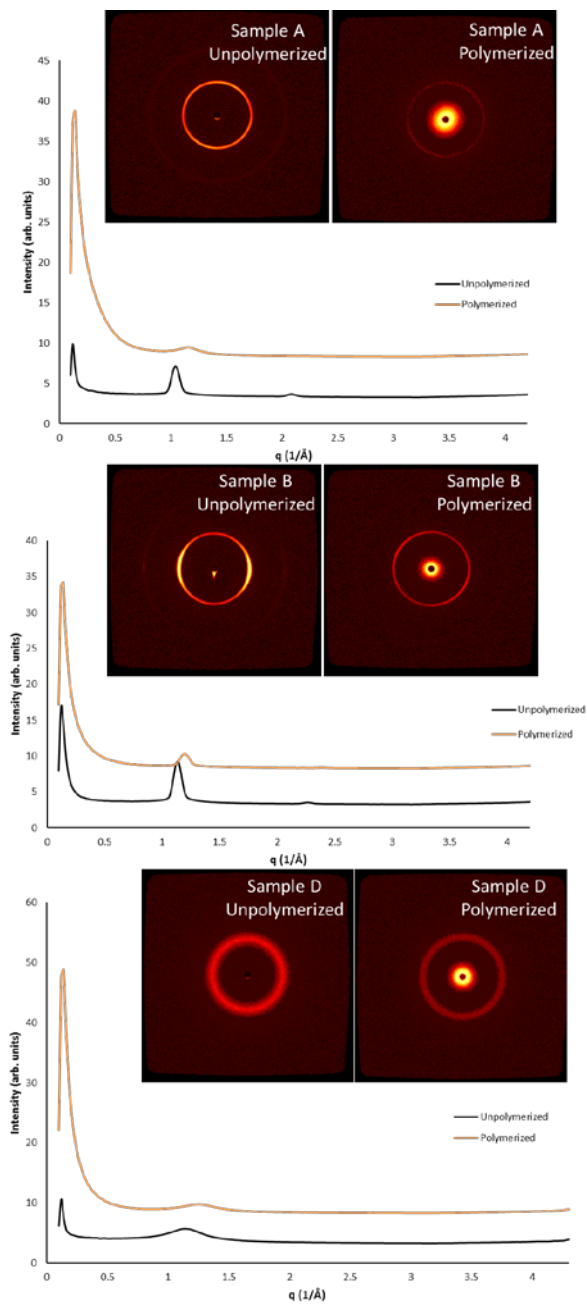 Sample A
Unpolymerized
Sample A
Polymerized
45
40
35
30
25
20
15
10
5
0
Intensity (arb. units)
Unpolymerized
Polymerized
0 0.5 1 1.5 2 2.5 3 3.5 4
q (1/Å)
Sample B
Unpolymerized
Sample B
Polymerized
40
35
30
25
20
15
10
5
0
Intensity (arb. units)
Unpolymerized
Polymerized
0 0.5 1 1.5 2 2.5 3 3.5 4
q (1/Å)
Sample D
Unpolymerized
Sample D
Polymerized
60
50
40
30
20
10
0
Intensity (arb. units)
Unpolymerized
Polymerized
0 0.5 1 1.5 2 2.5 3 3.5 4
q (1/Å)